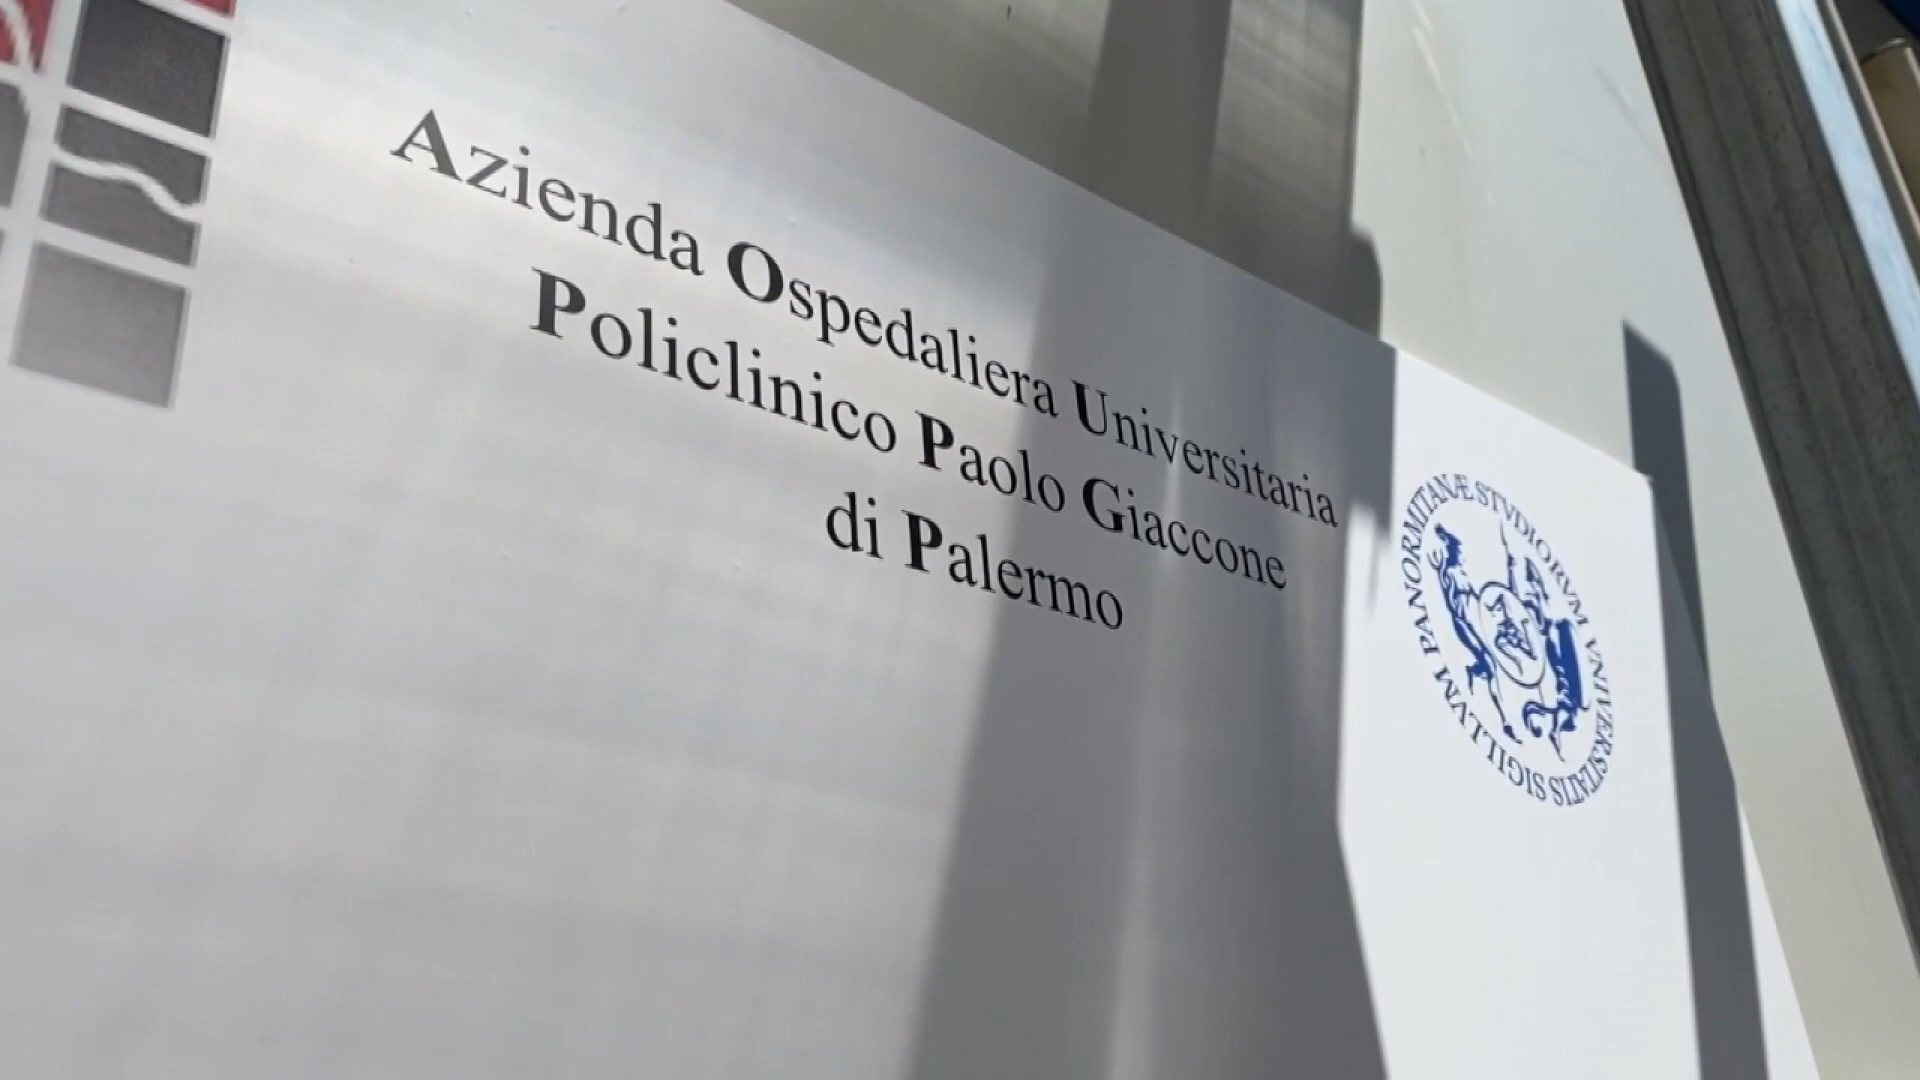 Azienda Ospedaliera Universitaria
Policlinico Paolo Giaccone
di Palermo
SIGILLVM PANORMITANÆ STVDIORVM VNIVERSITATIS